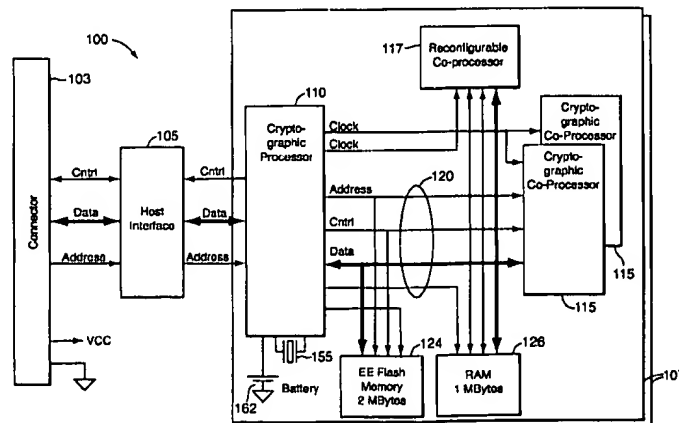 100
103
Connector
Cntrl
Data
Address
VCC
105
Host
Interface
Cntrl
Data
Address
110
Crypto-
graphic
Processor
Clock
Clock
Address
Cntrl
Data
120
117
Reconfigurable
Co-processor
Crypto-
graphic
Co-Processor
Crypto-
graphic
Co-Processor
115
115
155
162
Battery
124
EE Flash
Memory
2 MBytes
126
RAM
1 MBytes
107